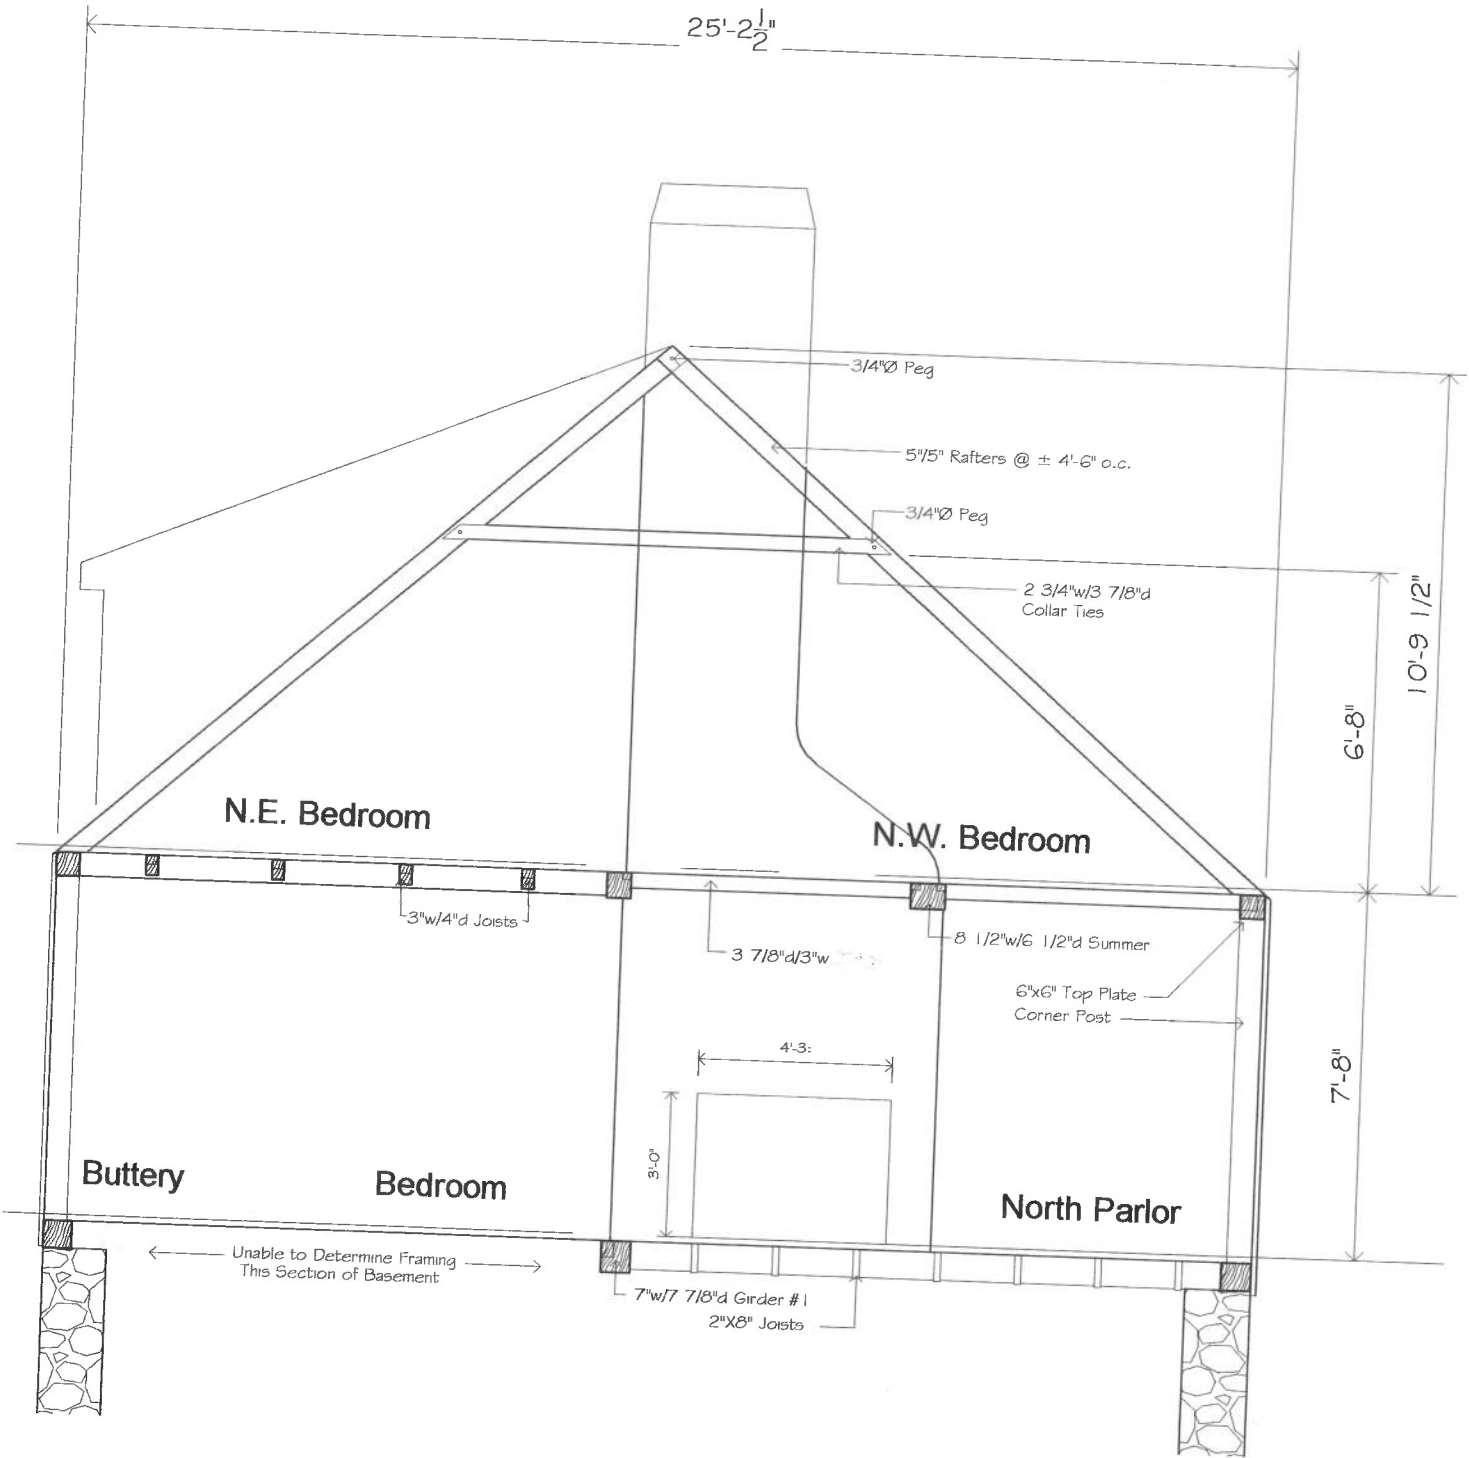 25'-2 1/2"
3/4"Ø Peg
5"/5" Rafters @ ± 4'-6" o.c.
3/4"Ø Peg
2 3/4"w/3 7/8"d
Collar Ties
10'-9 1/2"
6'-8"
N.E. Bedroom
N.W. Bedroom
3"w/4"d Joists
3 7/8"d/3"w
8 1/2"w/6 1/2"d Summer
6"x6" Top Plate
Corner Post
4'-3:
7'-8"
3'-0"
Buttery
Bedroom
North Parlor
Unable to Determine Framing
This Section of Basement
7"w/7 7/8"d Girder #1
2"X8" Joists